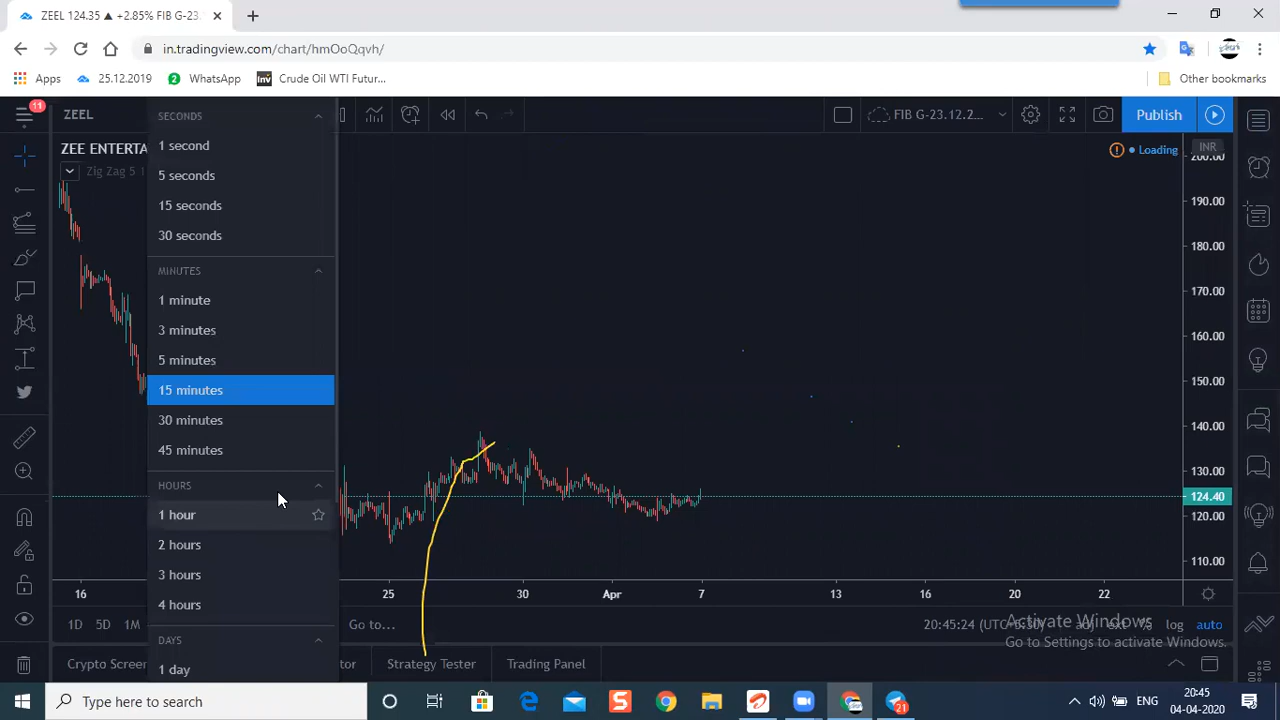 ZEEL 124.35 ▲ +2.85% FIB G-23.
in.tradingview.com/chart/hmOoQqvh/
Apps
25.12.2019
2 WhatsApp
Inv Crude Oil WTI Futur...
Other bookmarks
11
ZEEL
FIB G-23.12.2...
Publish
ZEE ENTERTA
Zig Zag 5 1
Loading
INR
SECONDS
1 second
5 seconds
15 seconds
30 seconds
MINUTES
1 minute
3 minutes
5 minutes
15 minutes
30 minutes
45 minutes
HOURS
1 hour
2 hours
3 hours
4 hours
DAYS
1 day
200.00
190.00
180.00
170.00
160.00
150.00
140.00
130.00
124.40
120.00
110.00
16 25 30 Apr 7 13 16 20 22
1D 5D 1M Go to...
20:45:24 log auto
Activate Windows
Go to Settings to activate Windows.
Crypto Screen Strategy Tester Trading Panel
Type here to search
21
ENG
20:45
04-04-2020